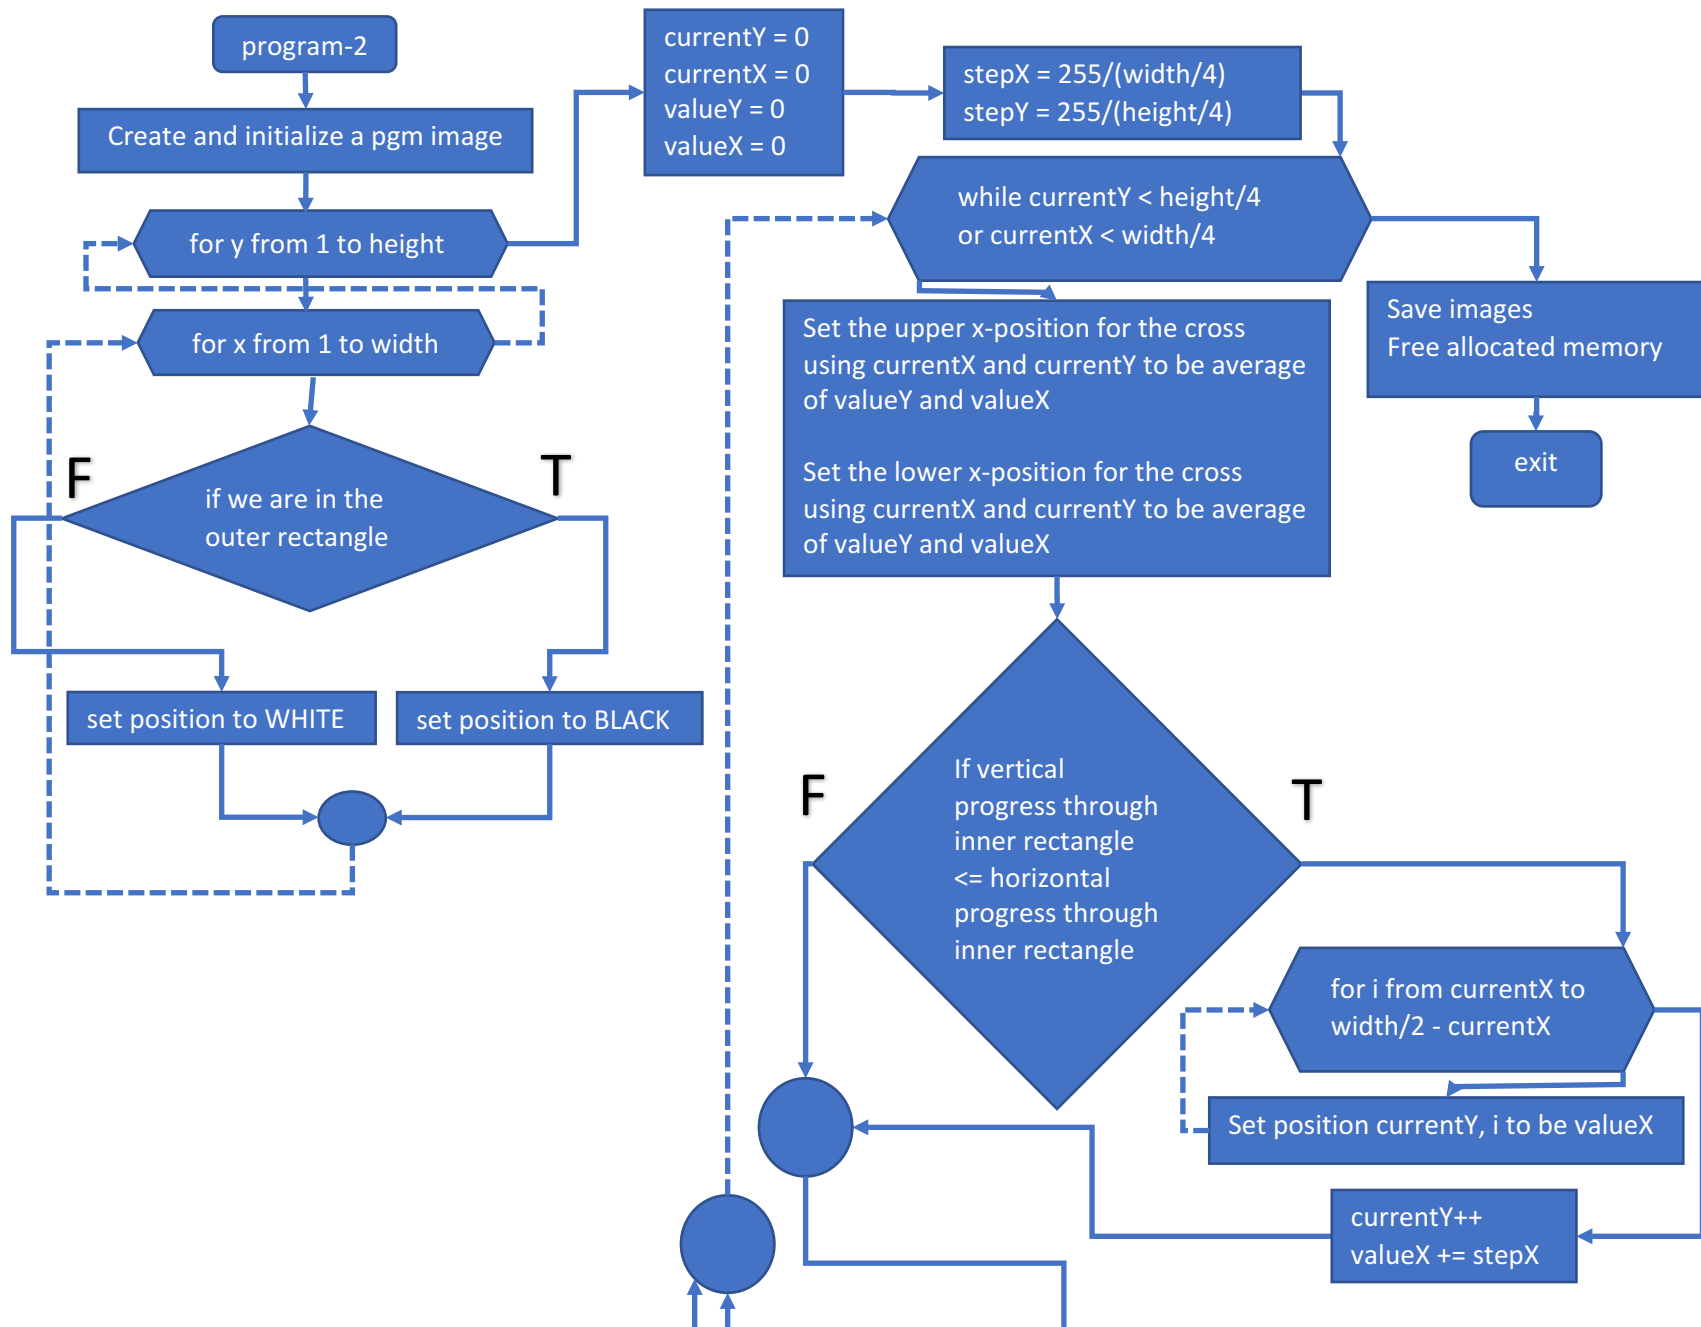 program-2
Create and initialize a pgm image
for y from 1 to height
for x from 1 to width
F
T
if we are in the
outer rectangle
set position to WHITE
set position to BLACK
currentY = 0
currentX = 0
valueY = 0
valueX = 0
stepX = 255/(width/4)
stepY = 255/(height/4)
while currentY < height/4
or currentX < width/4
Save images
Free allocated memory
exit
Set the upper x-position for the cross
using currentX and currentY to be average
of valueY and valueX
Set the lower x-position for the cross
using currentX and currentY to be average
of valueY and valueX
F
T
If vertical
progress through
inner rectangle
<= horizontal
progress through
inner rectangle
for i from currentX to
width/2 - currentX
Set position currentY, i to be valueX
currentY++
valueX += stepX